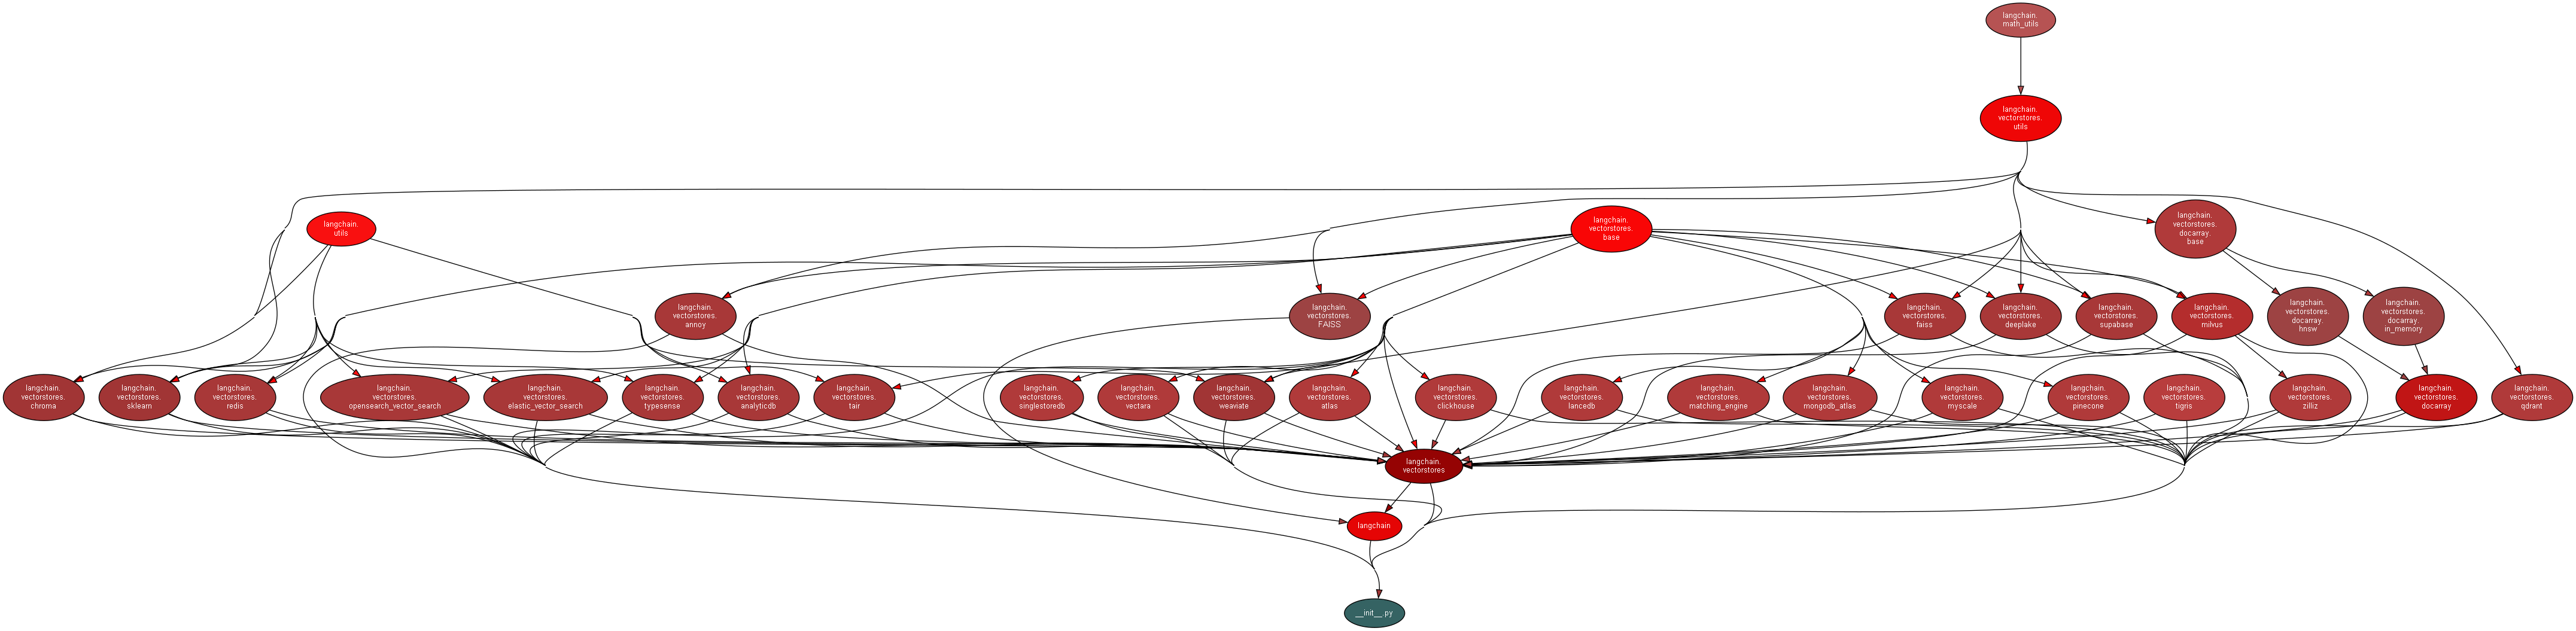 langchain.
math_utils
langchain.
vectorstores.
utils
langchain.
utils
langchain.
vectorstores.
base
langchain.
vectorstores.
docarray.
base
langchain.
vectorstores.
annoy
langchain.
vectorstores.
FAISS
langchain.
vectorstores.
faiss
langchain.
vectorstores.
deeplake
langchain.
vectorstores.
supabase
langchain.
vectorstores.
milvus
langchain.
vectorstores.
docarray.
hnsw
langchain.
vectorstores.
docarray.
in_memory
langchain.
vectorstores.
chroma
langchain.
vectorstores.
sklearn
langchain.
vectorstores.
redis
langchain.
vectorstores.
opensearch_vector_search
langchain.
vectorstores.
elastic_vector_search
langchain.
vectorstores.
typesense
langchain.
vectorstores.
analyticdb
langchain.
vectorstores.
tair
langchain.
vectorstores.
singlestoredb
langchain.
vectorstores.
vectara
langchain.
vectorstores.
weaviate
langchain.
vectorstores.
atlas
langchain.
vectorstores.
clickhouse
langchain.
vectorstores.
lancedb
langchain.
vectorstores.
matching_engine
langchain.
vectorstores.
mongodb_atlas
langchain.
vectorstores.
myscale
langchain.
vectorstores.
pinecone
langchain.
vectorstores.
tigris
langchain.
vectorstores.
zilliz
langchain.
vectorstores.
docarray
langchain.
vectorstores.
qdrant
langchain.
vectorstores
langchain
__init__.py